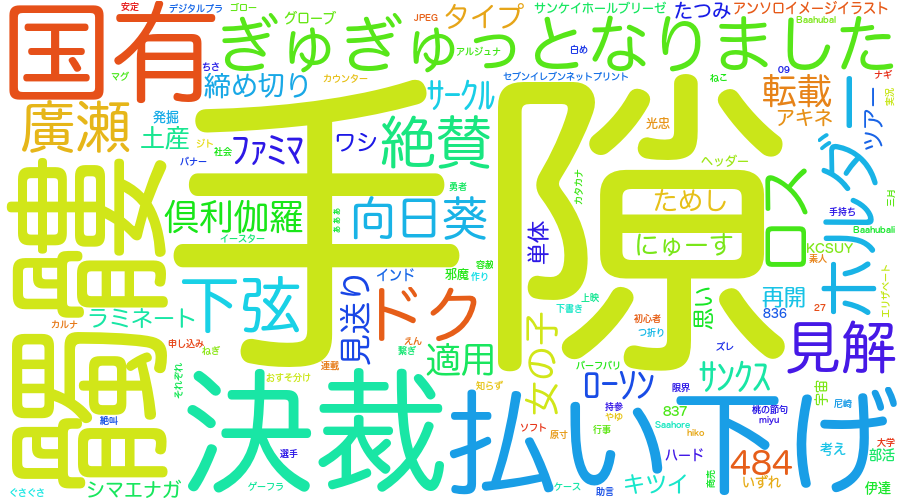 安定
デジタルプラ
ゴロー
グローブ
JPEG
タイプ
サンケイホールブリーゼ
たつみ
アンソロイメージイラスト
Baahubal
国有
ぎゅぎゅっとなりました
アルジュナ
白め
マグ
ちさ
締め切り
カウンター
サークル
セブンイレブンネットプリント
ねこ
09
転載
ナギ
実況
廣瀬
発掘
土産
ジト
社会
バナー
ファミマ
ワシ
絶賛
光忠
アキネ
ツアー
手
隙
ヘッダー
ホルダー
カタカナ
勇者
ロス
ためし
三月
手持ち
倶利伽羅
あああ
向日葵
単体
にゅーす
Baahubali
KCSUY
素人
イースター
インド
邪魔
容赦
作り
下弦
見送り
ドク
上映
下書き
思い
再開
836
27
エリザベート
ラミネート
カルナ
申し込み
ねぎ
えん
繋ぎ
連載
適用
初心者
つ折り
ズレ
見解
それぞれ
おすそ分け
知らず
女の子
バーフバリ
ローソン
限界
サンクス
宇宙
決裁
払い下げ
絶叫
選手
ソフト
やゆ
持参
原寸
行事
837
Saahore
hiko
桃の節句
miyu
尼崎
ハード
484
考え
大学
部活
ぐさぐさ
シマエナガ
ゲーフラ
ケース
助言
キツイ
いずれ
伊達